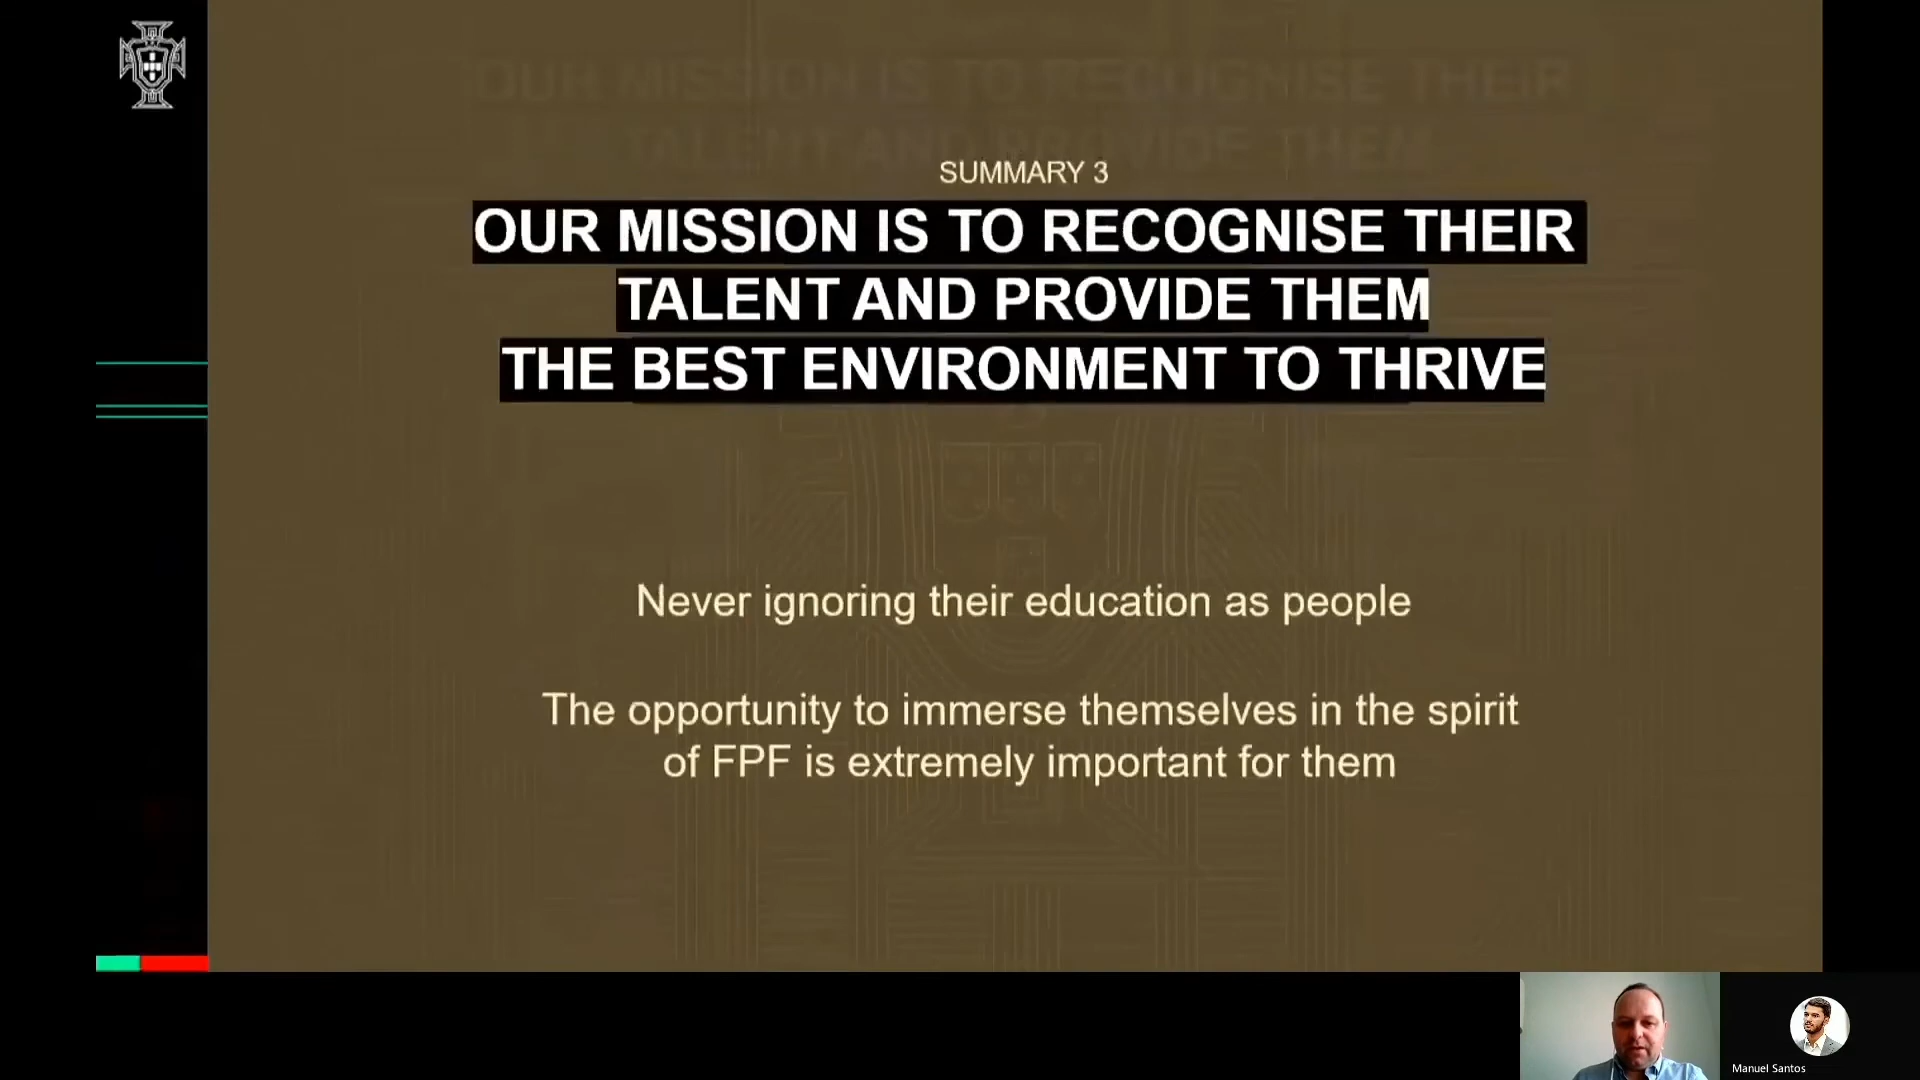 SUMMARY 3
OUR MISSION IS TO RECOGNISE THEIR
TALENT AND PROVIDE THEM
THE BEST ENVIRONMENT TO THRIVE
Never ignoring their education as people
The opportunity to immerse themselves in the spirit
of FPF is extremely important for them
Manuel Santos